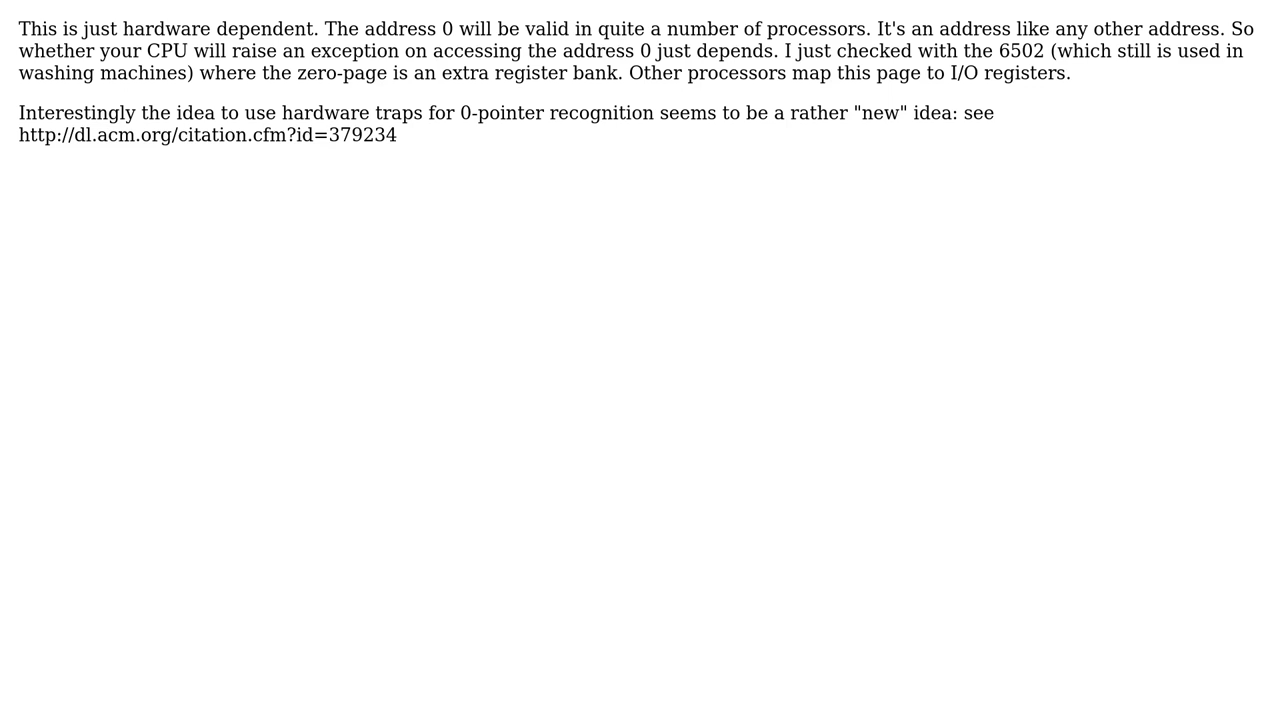 This is just hardware dependent. The address 0 will be valid in quite a number of processors. It's an address like any other address. So
whether your CPU will raise an exception on accessing the address 0 just depends. I just checked with the 6502 (which still is used in
washing machines) where the zero-page is an extra register bank. Other processors map this page to I/O registers.
Interestingly the idea to use hardware traps for 0-pointer recognition seems to be a rather "new" idea: see
http://dl.acm.org/citation.cfm?id=379234